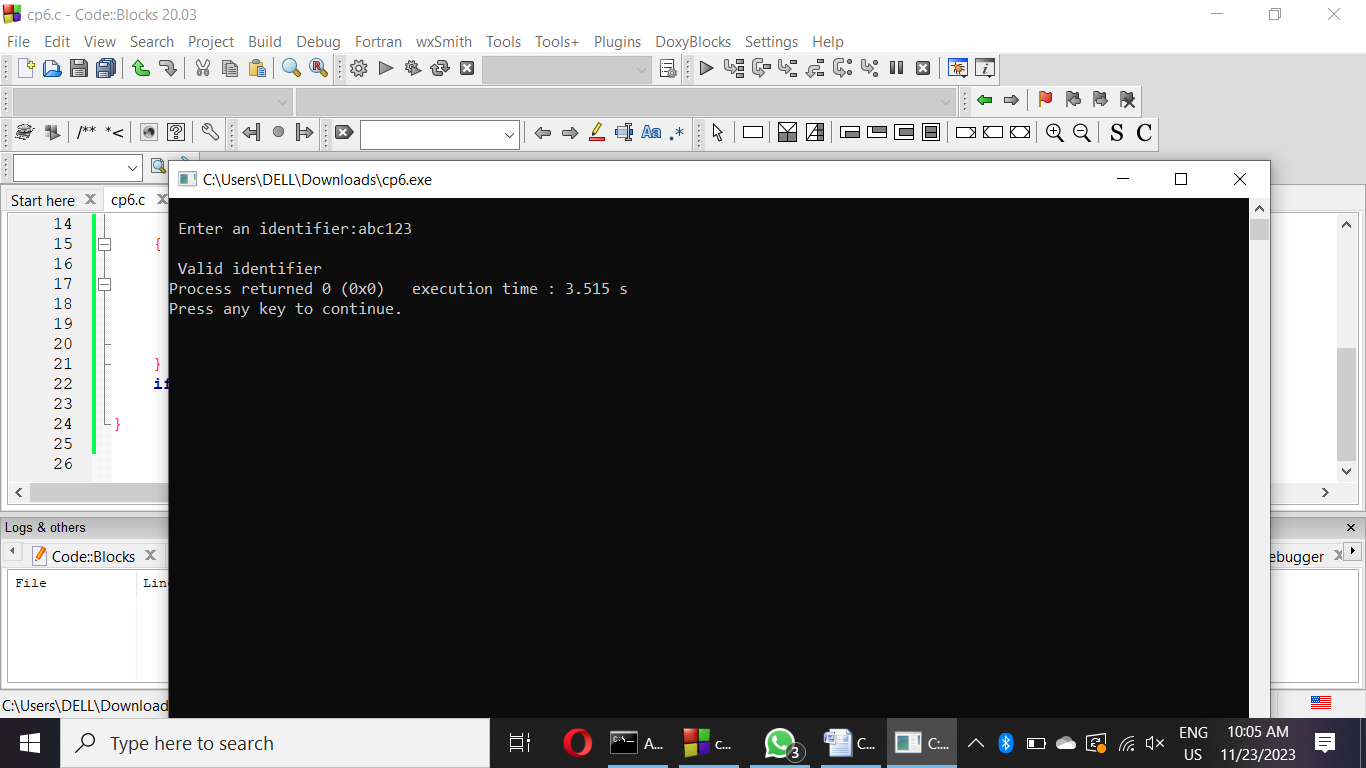 cp6.c - Code::Blocks 20.03
File Edit View Search Project Build Debug Fortran wxSmith Tools Tools+ Plugins DoxyBlocks Settings Help
/** *<
Aa .*
S C
C:\Users\DELL\Downloads\cp6.exe
Start here cp6.c
Enter an identifier:abc123
Valid identifier
Process returned 0 (0x0) execution time : 3.515 s
Press any key to continue.
14
15 {
16
17
18
19
20
21 }
22 if
23
24 }
25
26
Logs & others
Code::Blocks ebugger
File Line
C:\Users\DELL\Download
Type here to search
A... c... 3 C... C:...
ENG 10:05 AM
US 11/23/2023